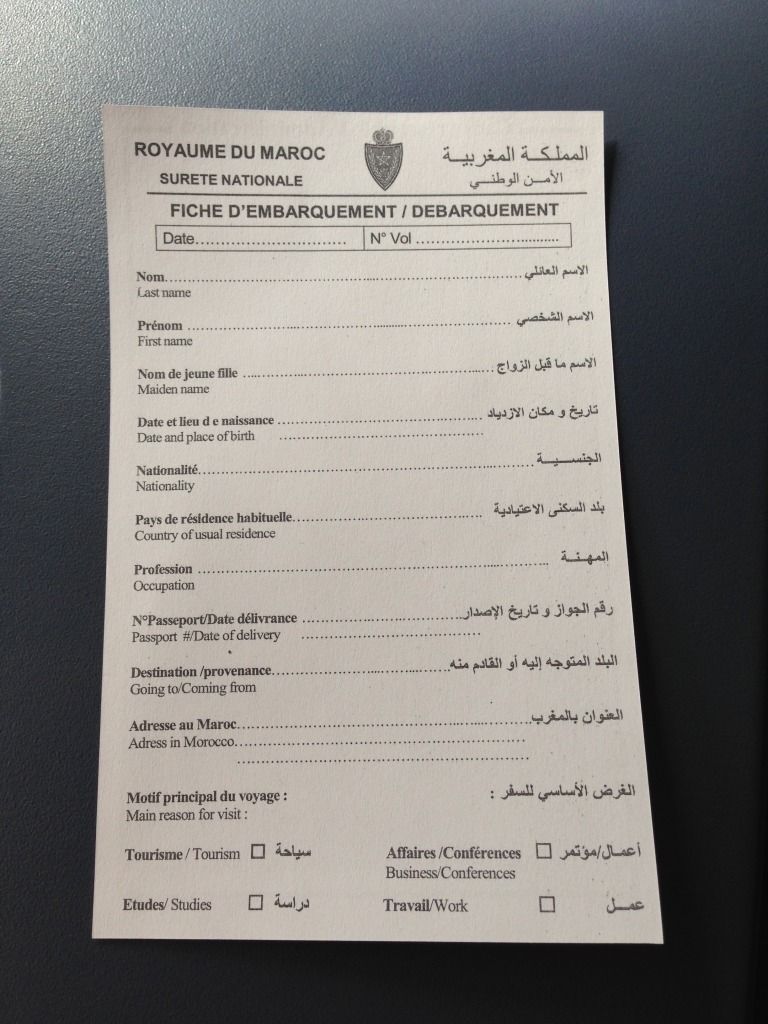 ROYAUME DU MAROC المملكة المغربية
SURETE NATIONALE الأمن الوطني
FICHE D'EMBARQUEMENT / DEBARQUEMENT
Date.............................. N° Vol ..............................
Nom.............................. الاسم العائلي
Last name
Prénom .............................. الاسم الشخصي
First name
Nom de jeune fille .............................. الاسم ما قبل الزواج
Maiden name
Date et lieu d e naissance .............................. تاريخ و مكان الازدياد
Date and place of birth ..............................
Nationalité.............................. الجنسية
Nationality
Pays de résidence habituelle.............................. بلد السكنى الاعتيادية
Country of usual residence
Profession .............................. المهنة
Occupation
N°Passeport/Date délivrance .............................. رقم الجواز و تاريخ الإصدار
Passport #/Date of delivery ..............................
Destination /provenance.............................. البلد المتوجه إليه أو القادم منه
Going to/Coming from
Adresse au Maroc.............................. العنوان بالمغرب
Adress in Morocco..............................
..............................
Motif principal du voyage : الغرض الأساسي للسفر :
Main reason for visit :
Tourisme / Tourism ☐ سياحة Affaires /Conférences ☐ أعمال/مؤتمر
Business/Conferences
Etudes/ Studies ☐ دراسة Travail/Work ☐ عمل